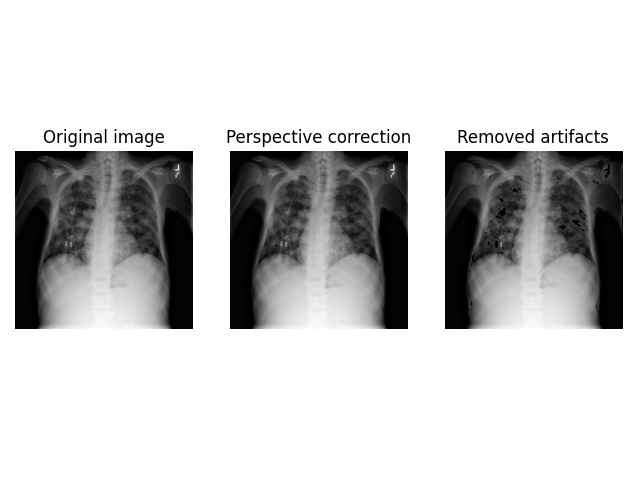 Original image
Perspective correction
Removed artifacts